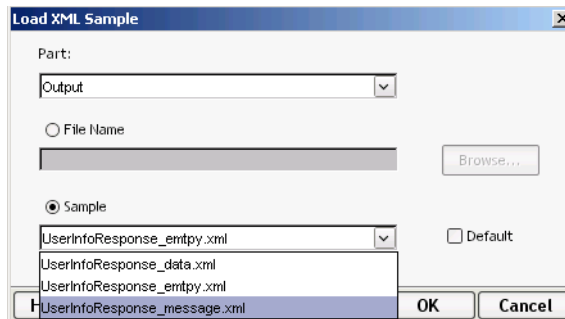 Load XML Sample
Part:
Output
File Name
Browse...
Sample
UserInfoResponse_emtpy.xml
Default
UserInfoResponse_data.xml
UserInfoResponse_emtpy.xml
UserInfoResponse_message.xml
OK
Cancel